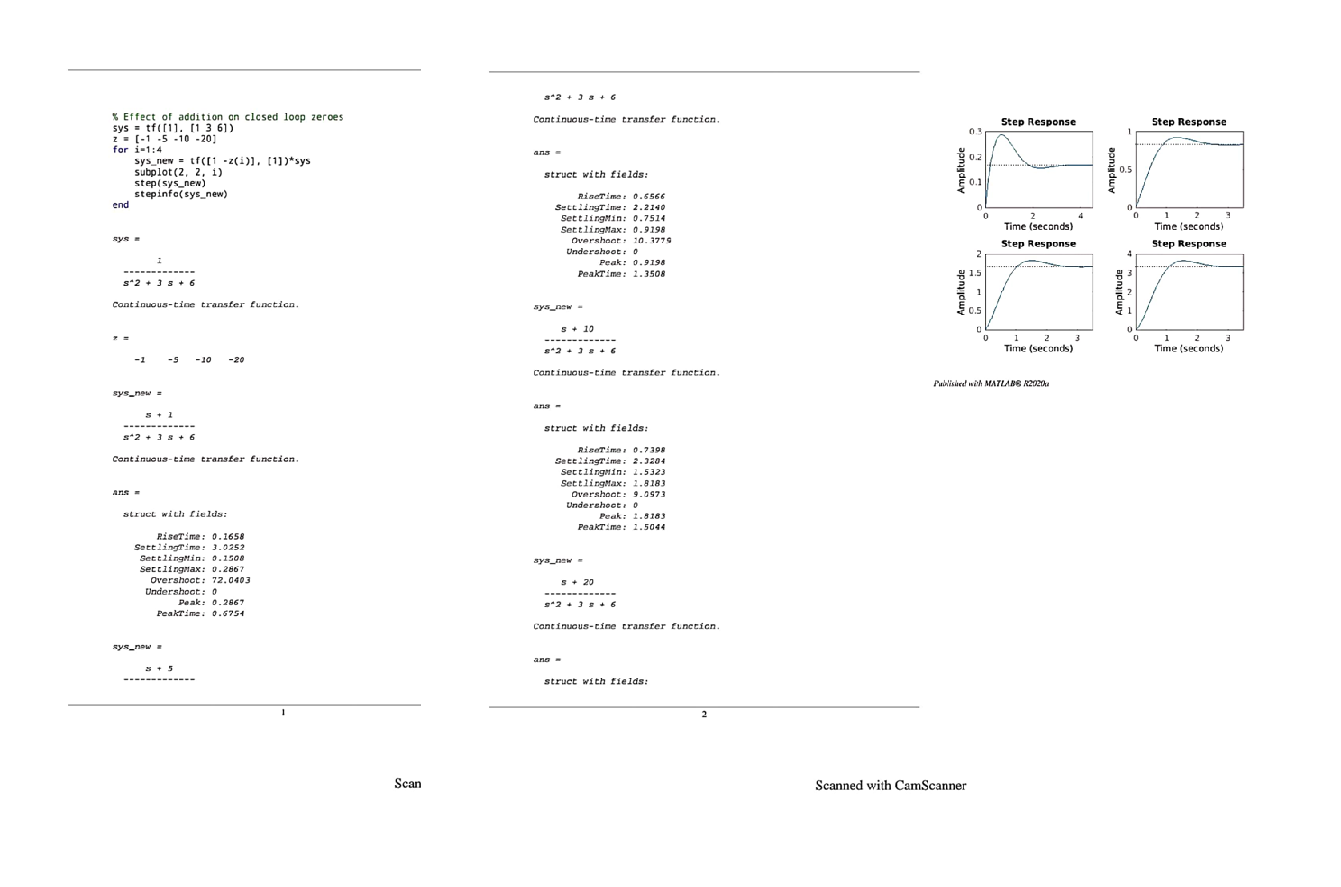 % Effect of addition on closed loop zeroes
sys = tf([1], [1 3 6])
z = [-1 -5 -10 -20]
for i=1:4
sys_new = tf([1 -z(i)], [1])*sys
subplot(2, 2, i)
step(sys_new)
stepinfo(sys_new)
end
sys =
1
-------------
s^2 + 3 s + 6
Continuous-time transfer function.
z =
-1 -5 -10 -20
sys_new =
s + 1
-------------
s^2 + 3 s + 6
Continuous-time transfer function.
ans =
struct with fields:
RiseTime: 0.1658
SettlingTime: 3.0252
SettlingMin: 0.1508
SettlingMax: 0.2867
Overshoot: 72.0403
Undershoot: 0
Peak: 0.2867
PeakTime: 0.6754
sys_new =
s + 5
-------------
1
Scan
s^2 + 3 s + 6
Continuous-time transfer function.
ans =
struct with fields:
RiseTime: 0.6566
SettlingTime: 2.2140
SettlingMin: 0.7514
SettlingMax: 0.9198
Overshoot: 10.3779
Undershoot: 0
Peak: 0.9198
PeakTime: 1.3508
sys_new =
s + 10
-------------
s^2 + 3 s + 6
Continuous-time transfer function.
ans =
struct with fields:
RiseTime: 0.7398
SettlingTime: 2.3284
SettlingMin: 1.5323
SettlingMax: 1.8183
Overshoot: 9.0973
Undershoot: 0
Peak: 1.8183
PeakTime: 1.5044
sys_new =
s + 20
-------------
s^2 + 3 s + 6
Continuous-time transfer function.
ans =
struct with fields:
2
Scanned with CamScanner
Step Response
Amplitude
0.3
0.2
0.1
0
0 2 4
Time (seconds)
Step Response
Amplitude
1
0.5
0
0 1 2 3
Time (seconds)
Step Response
Amplitude
2
1.5
1
0.5
0
0 1 2 3
Time (seconds)
Step Response
Amplitude
4
3
2
1
0
0 1 2 3
Time (seconds)
Published with MATLAB® R2020a